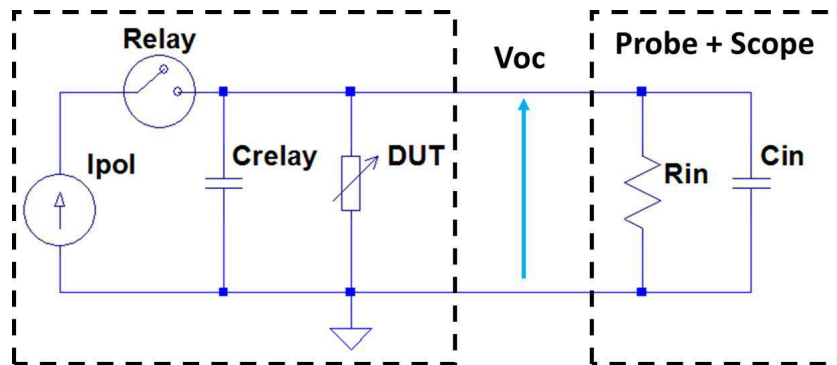 Relay
Voc
Probe + Scope
Ipol
Crelay
DUT
Rin
Cin